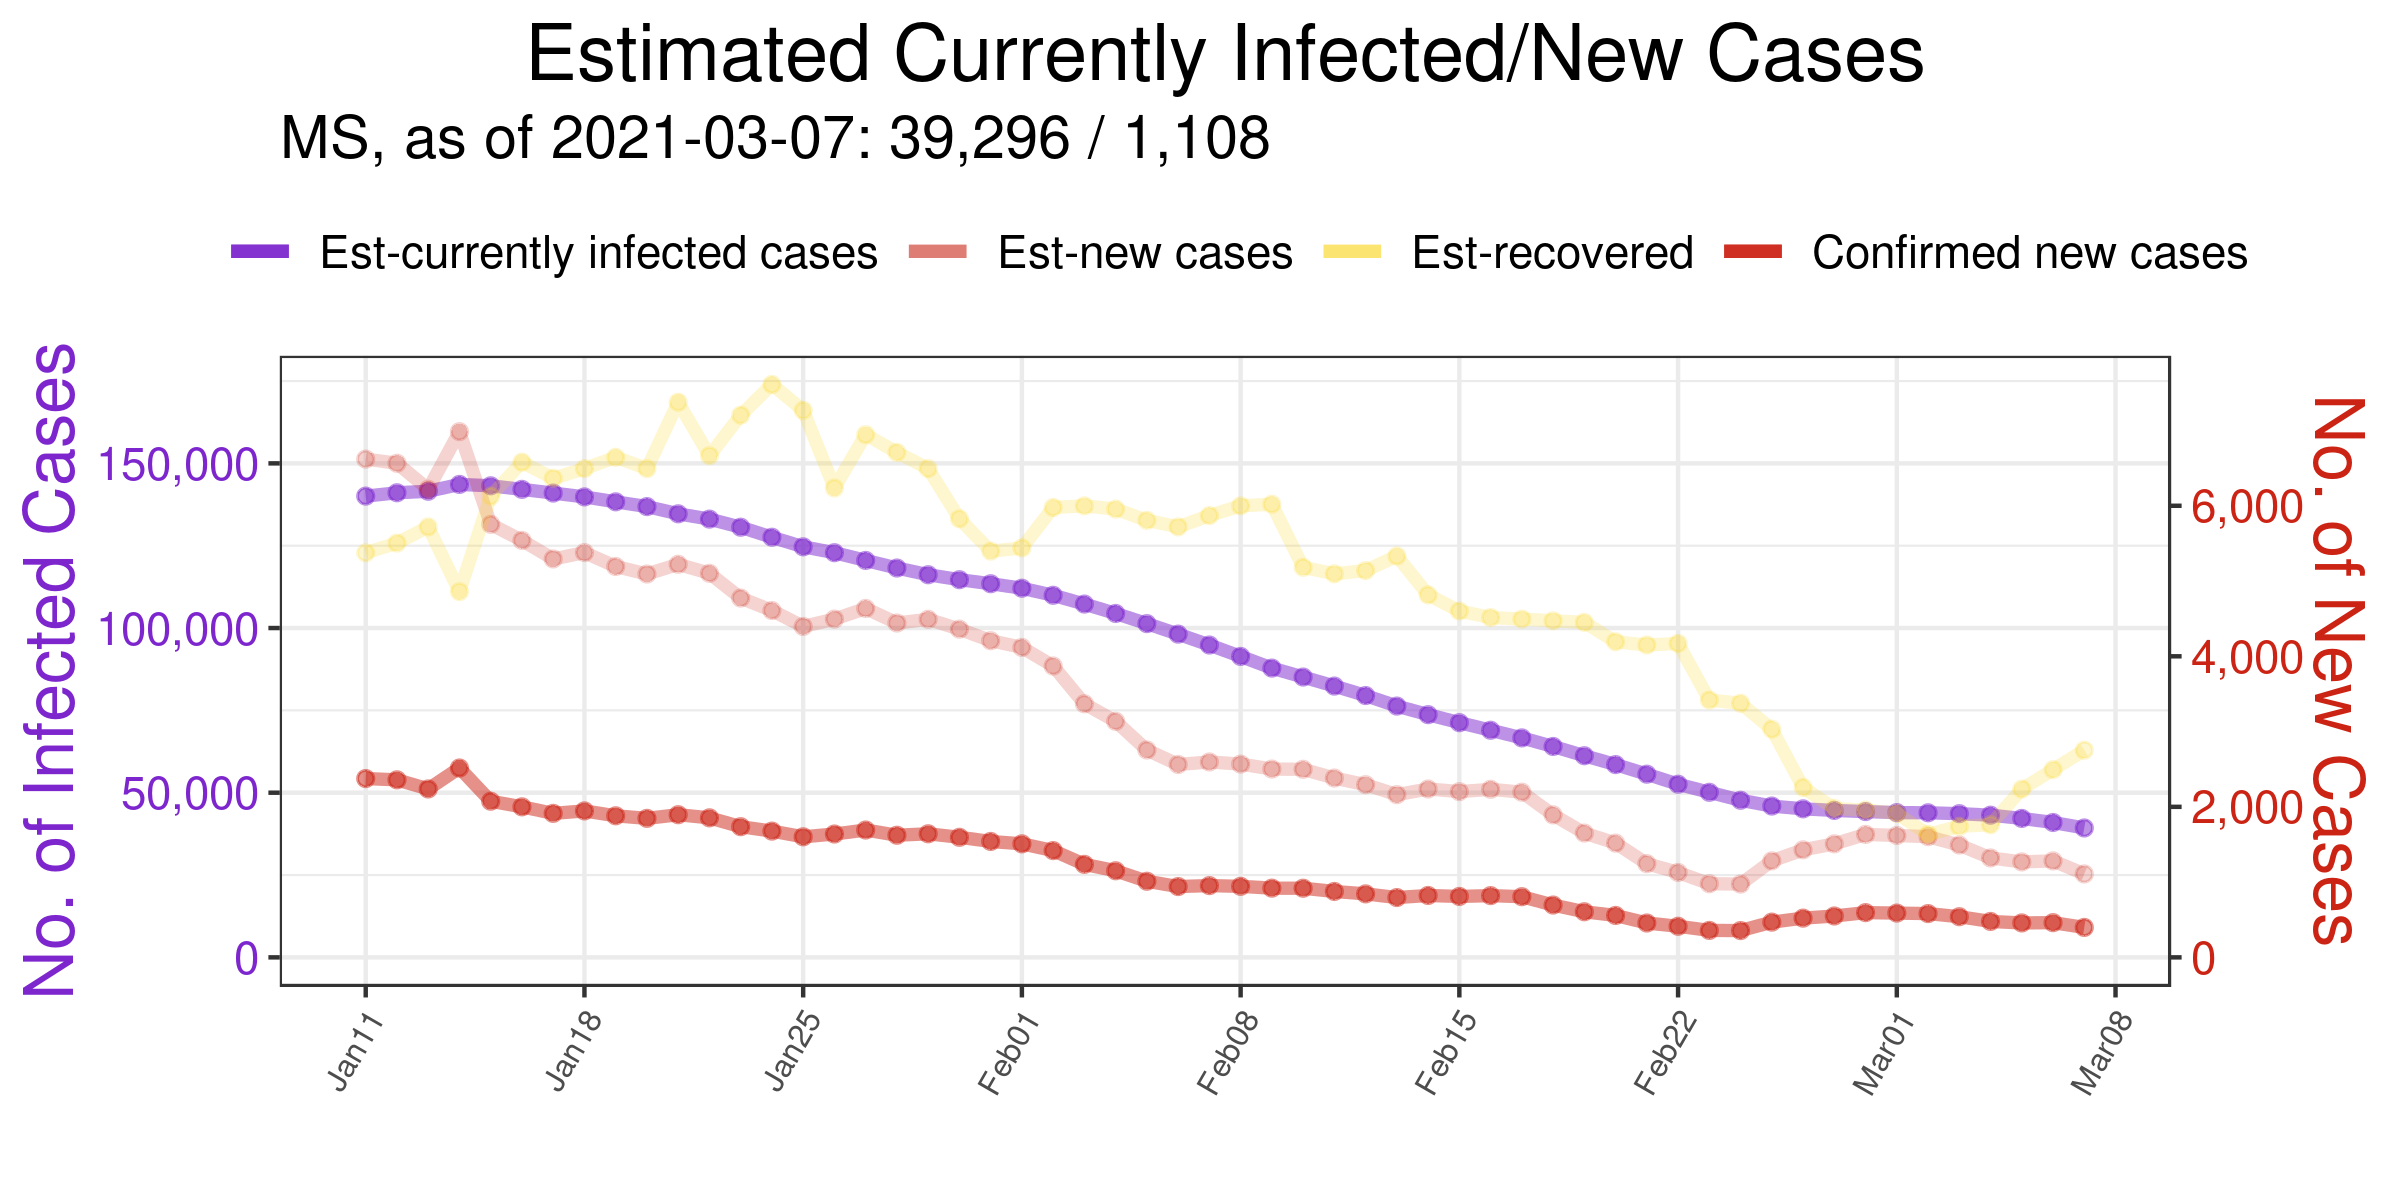 Estimated Currently Infected/New Cases
MS, as of 2021-03-07: 39,296 / 1,108
Est-currently infected cases Est-new cases Est-recovered Confirmed new cases
No. of Infected Cases
150,000
100,000
50,000
0
No. of New Cases
6,000
4,000
2,000
0
Jan11 Jan18 Jan25 Feb01 Feb08 Feb15 Feb22 Mar01 Mar08